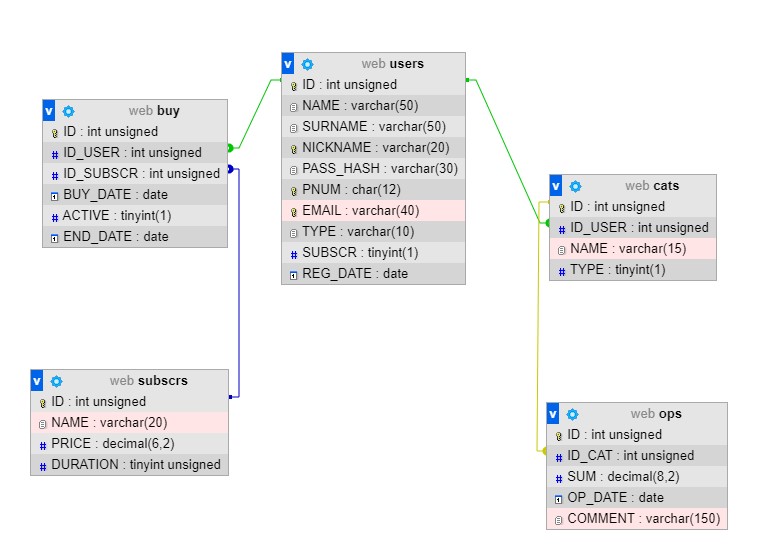 v web users
ID : int unsigned
NAME : varchar(50)
SURNAME : varchar(50)
NICKNAME : varchar(20)
PASS_HASH : varchar(30)
PNUM : char(12)
EMAIL : varchar(40)
TYPE : varchar(10)
# SUBSCR : tinyint(1)
REG_DATE : date
v web buy
ID : int unsigned
# ID_USER : int unsigned
# ID_SUBSCR : int unsigned
BUY_DATE : date
# ACTIVE : tinyint(1)
END_DATE : date
v web cats
ID : int unsigned
# ID_USER : int unsigned
NAME : varchar(15)
# TYPE : tinyint(1)
v web subscrs
ID : int unsigned
NAME : varchar(20)
# PRICE : decimal(6,2)
# DURATION : tinyint unsigned
v web ops
ID : int unsigned
# ID_CAT : int unsigned
# SUM : decimal(8,2)
OP_DATE : date
COMMENT : varchar(150)